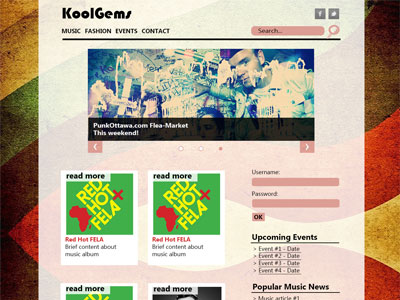 KoolGems
MUSIC FASHION EVENTS CONTACT
Search...
PunkOttawa.com Flea-Market
This weekend!
read more
read more
RED HOT FELA
RED HOT FELA
Red Hot FELA
Brief content about
music album
Red Hot FELA
Brief content about
music album
Username:
Password:
OK
Upcoming Events
> Event #1 - Date
> Event #2 - Date
> Event #3 - Date
> Event #4 - Date
Popular Music News
> Music article #1
read more
read more
RED